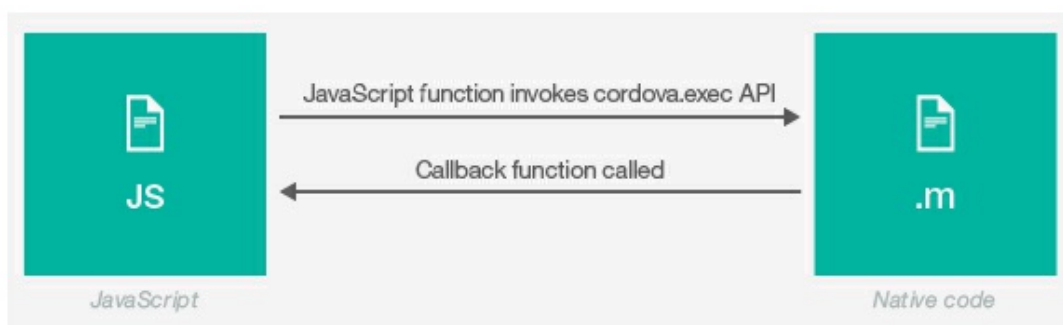 JavaScript function invokes cordova.exec API
Callback function called
JS
.m
JavaScript
Native code